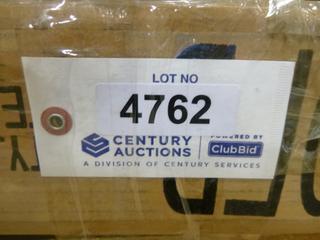 LOT NO
4762
CENTURY AUCTIONS
POWERED BY
ClubBid
A DIVISION OF CENTURY SERVICES